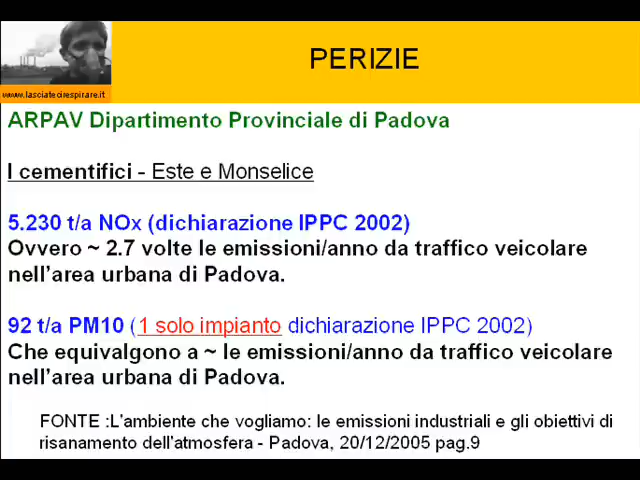 PERIZIE
www.lasciatecirespirare.it
ARPAV Dipartimento Provinciale di Padova
I cementifici - Este e Monselice
5.230 t/a NOx (dichiarazione IPPC 2002)
Ovvero ~ 2.7 volte le emissioni/anno da traffico veicolare
nell'area urbana di Padova.
92 t/a PM10 (1 solo impianto dichiarazione IPPC 2002)
Che equivalgono a ~ le emissioni/anno da traffico veicolare
nell'area urbana di Padova.
FONTE :L'ambiente che vogliamo: le emissioni industriali e gli obiettivi di
risanamento dell'atmosfera - Padova, 20/12/2005 pag.9